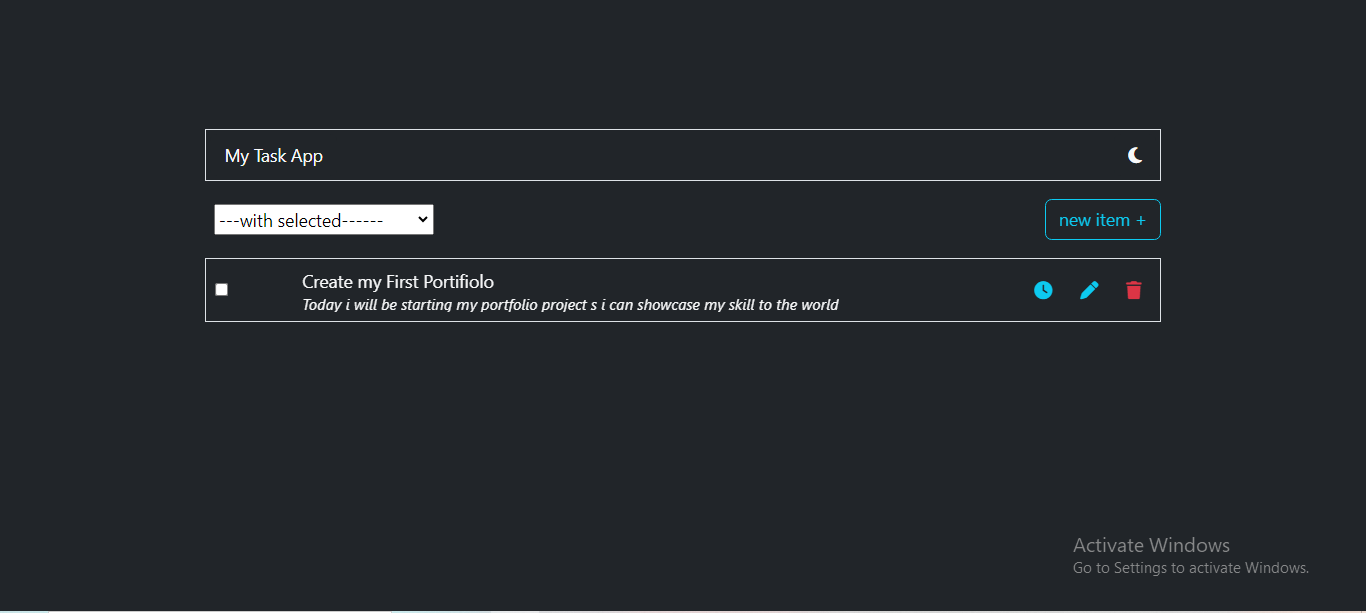 My Task App
---with selected------
new item +
Create my First Portifiolo
Today i will be starting my portfolio project s i can showcase my skill to the world
Activate Windows
Go to Settings to activate Windows.